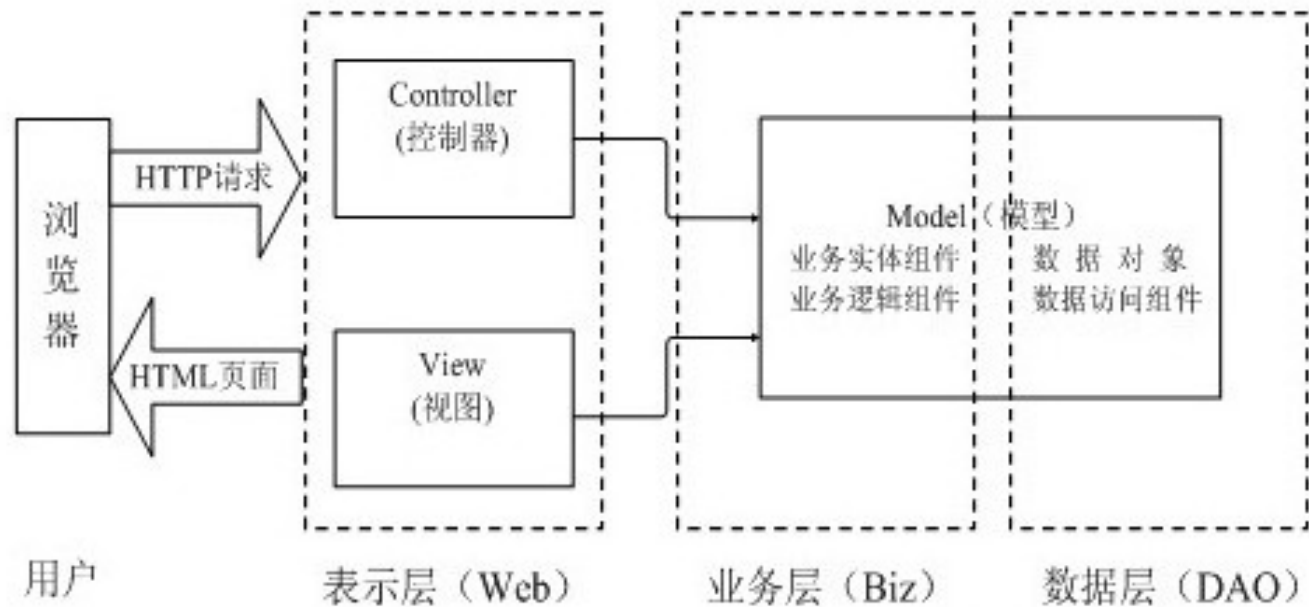 Controller
(控制器)
HTTP请求
浏
览
器
Model（模型）
业务实体组件
数 据 对 象
业务逻辑组件
数据访问组件
View
(视图)
HTML页面
用户
表示层（Web）
业务层（Biz）
数据层（DAO）